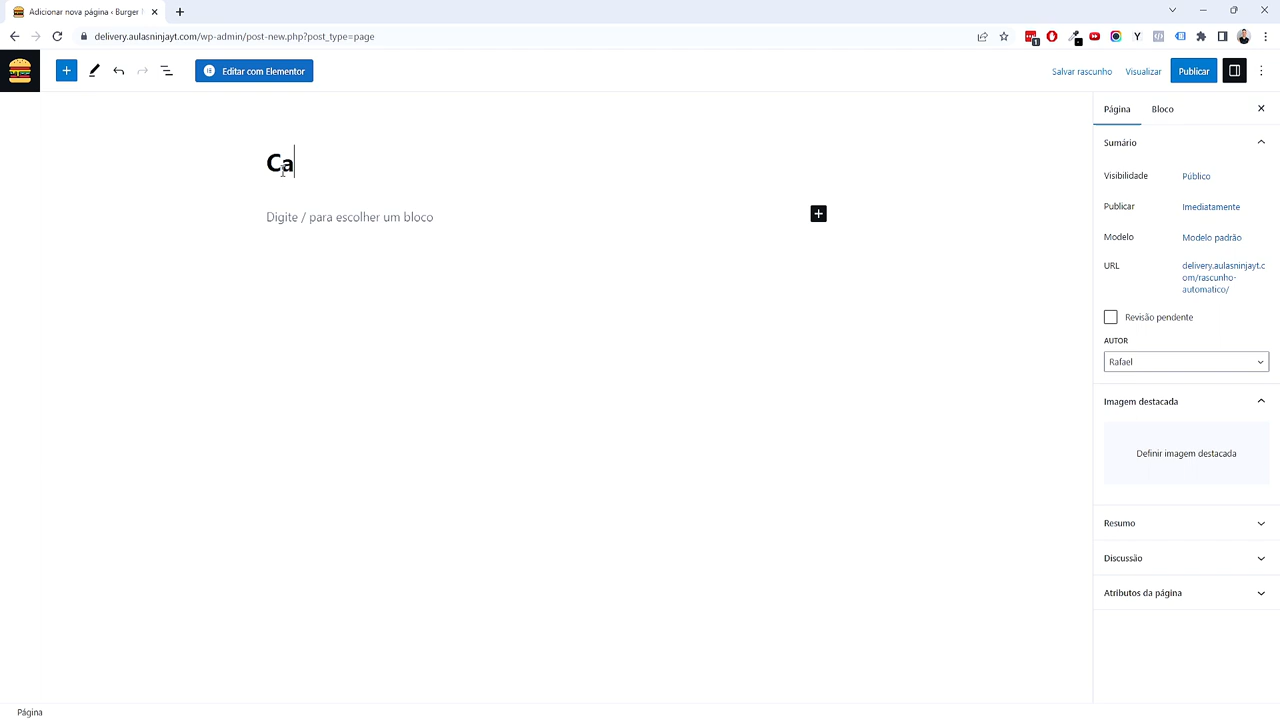 Adicionar nova página ‹ Burger
delivery.aulasninjayt.com/wp-admin/post-new.php?post_type=page
Editar com Elementor
Salvar rascunho
Visualizar
Publicar
Página
Bloco
Ca
Digite / para escolher um bloco
Sumário
Visibilidade
Público
Publicar
Imediatamente
Modelo
Modelo padrão
URL
delivery.aulasninjayt.c
om/rascunho-
automatico/
Revisão pendente
AUTOR
Rafael
Imagem destacada
Definir imagem destacada
Resumo
Discussão
Atributos da página
Página